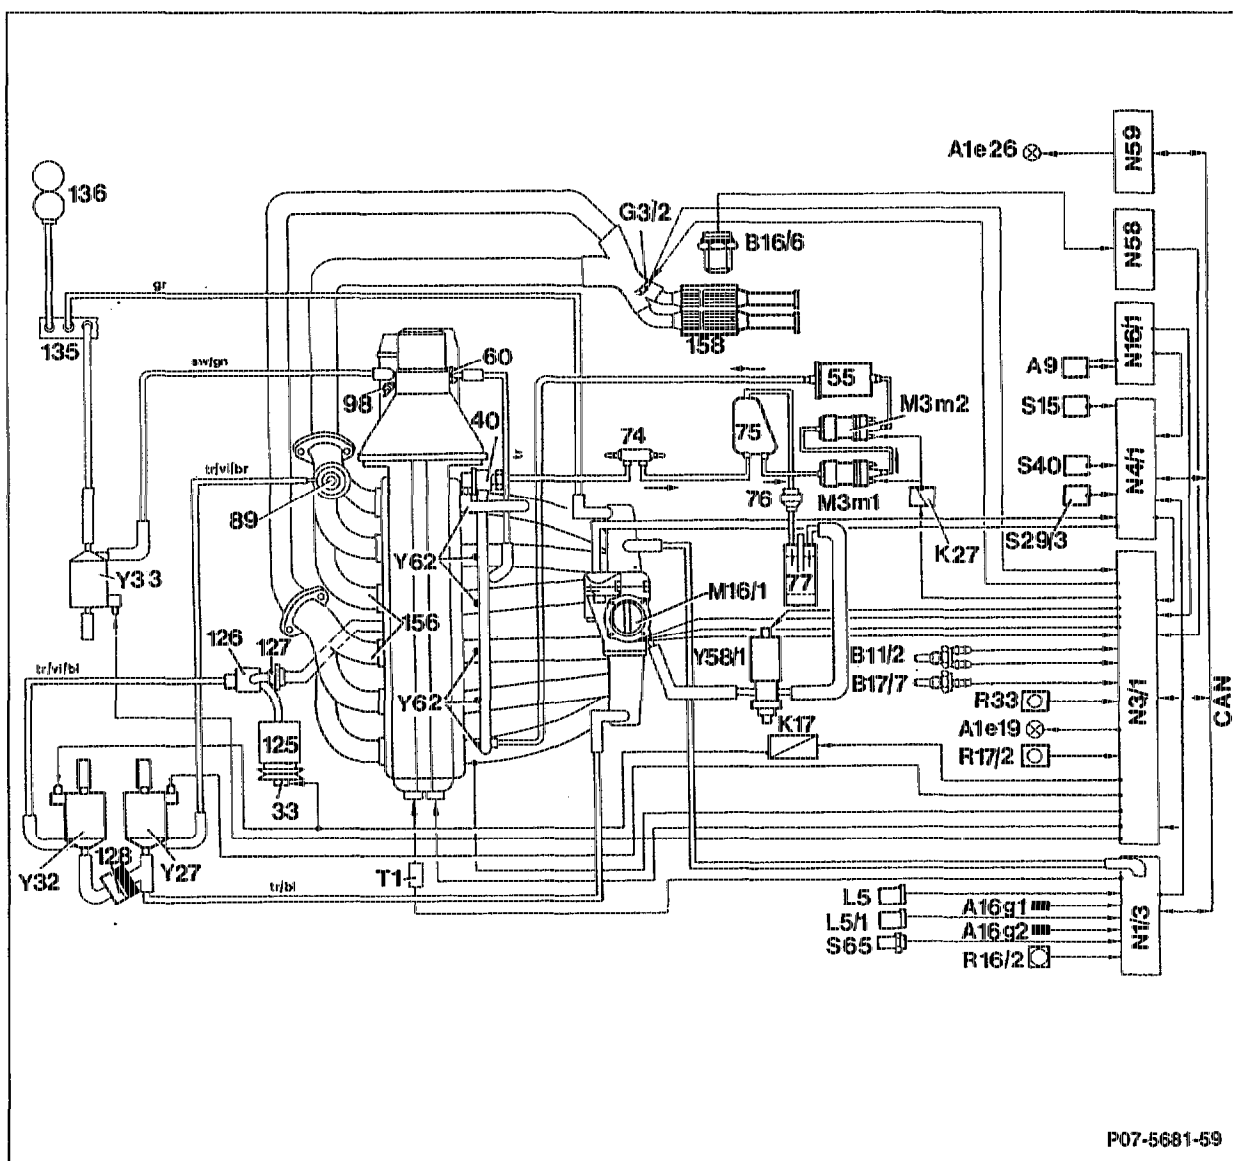 N59
A1e26
136
G3/2
B16/6
N58
gr
135
158
N16/1
A9
sw/gn
60
55
M3m2
98
S15
40
74
75
N4/1
S40
tr/vi/br
76
M3m1
89
K27
S29/3
Y62
77
Y33
M16/1
156
126
127
Y58/1
B11/2
B17/7
tr/vi/bl
R33
N3/1
CAN
Y62
K17
A1e19
125
R17/2
33
128
Y32
Y27
T1
tr/bl
L5
A16g1
L5/1
A16g2
N1/3
S65
R16/2
P07-5681-59